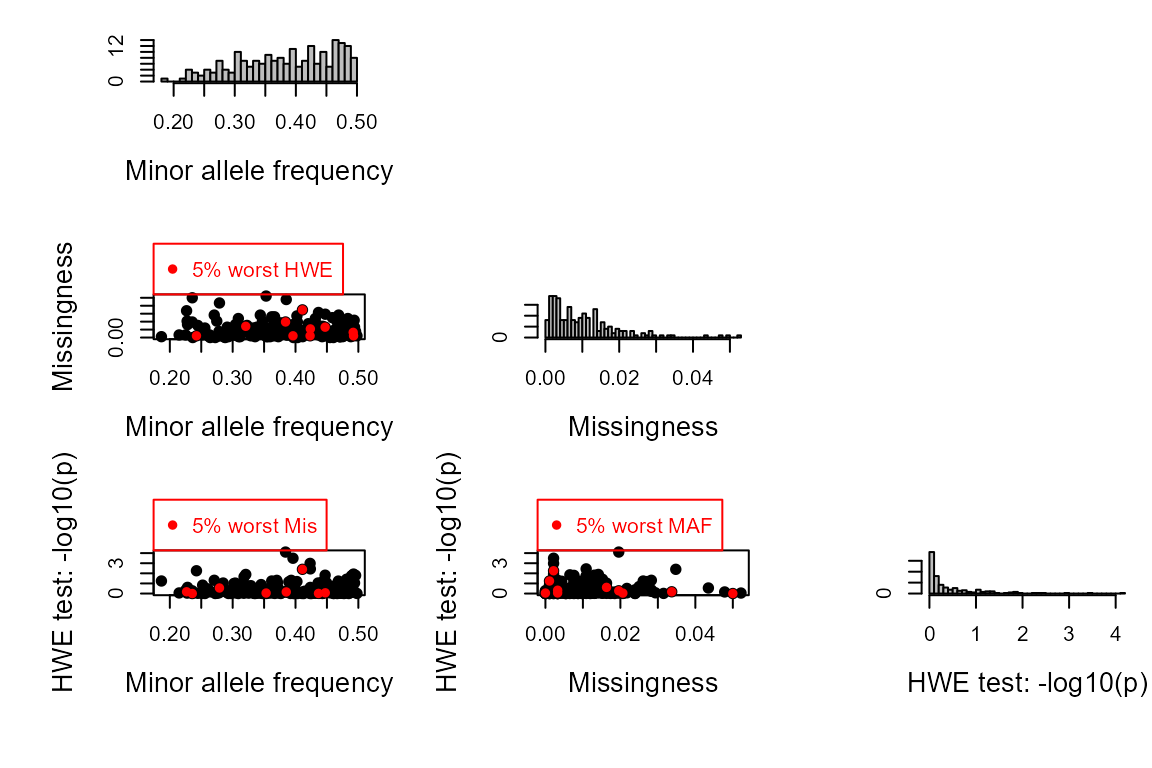 0 12
0.20 0.30 0.40 0.50
Minor allele frequency
Missingness
5% worst HWE
0.00
0.20 0.30 0.40 0.50
Minor allele frequency
0
0.00 0.02 0.04
Missingness
HWE test: -log10(p)
5% worst Mis
0 3
0.20 0.30 0.40 0.50
Minor allele frequency
HWE test: -log10(p)
5% worst MAF
0 3
0.00 0.02 0.04
Missingness
0
0 1 2 3 4
HWE test: -log10(p)